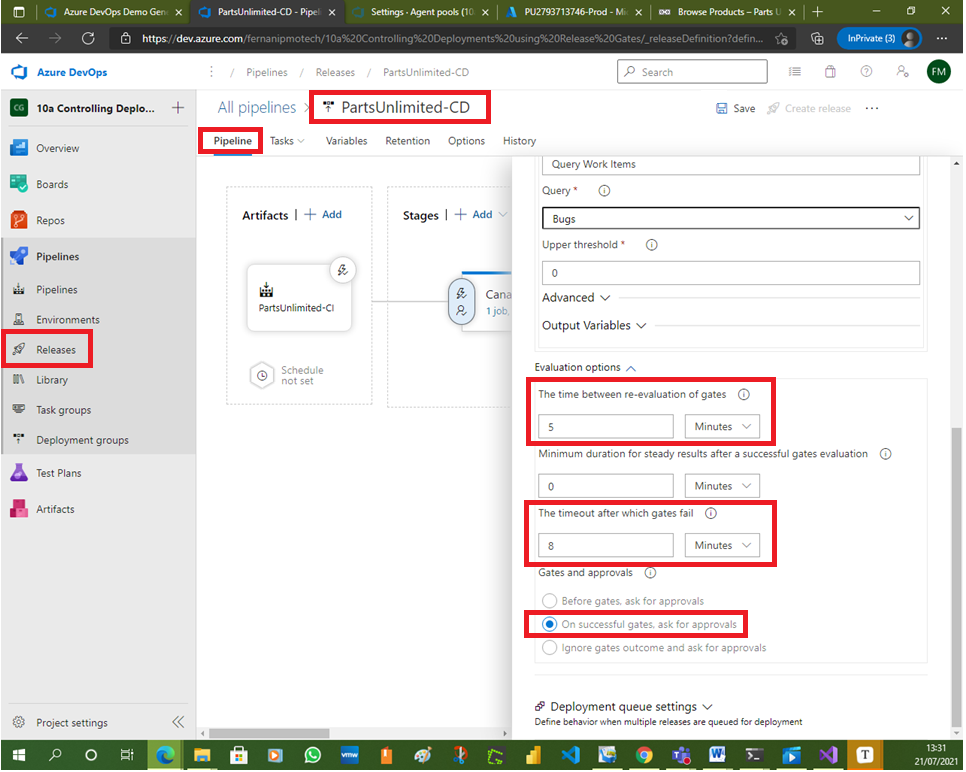 Azure DevOps Demo Gene
PartsUnlimited-CD - Pipel
Settings - Agent pools (10
PU2793713746-Prod - Mi
Browse Products – Parts U
https://dev.azure.com/fernanipmotech/10a%20Controlling%20Deployments%20using%20Release%20Gates/_releaseDefinition?defin...
InPrivate (3)
Azure DevOps
/ Pipelines / Releases / PartsUnlimited-CD
Search
FM
CG
10a Controlling Deplo...
All pipelines
PartsUnlimited-CD
Save
Create release
Pipeline
Tasks
Variables
Retention
Options
History
Overview
Boards
Repos
Pipelines
Pipelines
Environments
Releases
Library
Task groups
Deployment groups
Test Plans
Artifacts
Project settings
Artifacts | + Add
Stages | + Add
PartsUnlimited-CI
Schedule
not set
Cana
1 job,
Query Work Items
Query *
Bugs
Upper threshold *
0
Advanced
Output Variables
Evaluation options
The time between re-evaluation of gates
5
Minutes
Minimum duration for steady results after a successful gates evaluation
0
Minutes
The timeout after which gates fail
8
Minutes
Gates and approvals
Before gates, ask for approvals
On successful gates, ask for approvals
Ignore gates outcome and ask for approvals
Deployment queue settings
Define behavior when multiple releases are queued for deployment
vmw
T
13:31
21/07/2021